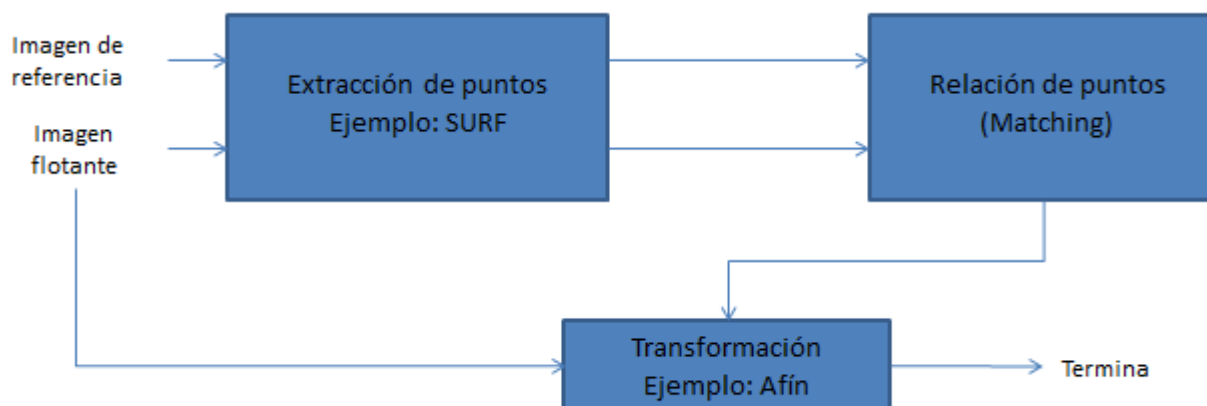 Imagen de
referencia
Extracción de puntos
Ejemplo: SURF
Relación de puntos
(Matching)
Imagen
flotante
Transformación
Ejemplo: Afín
Termina